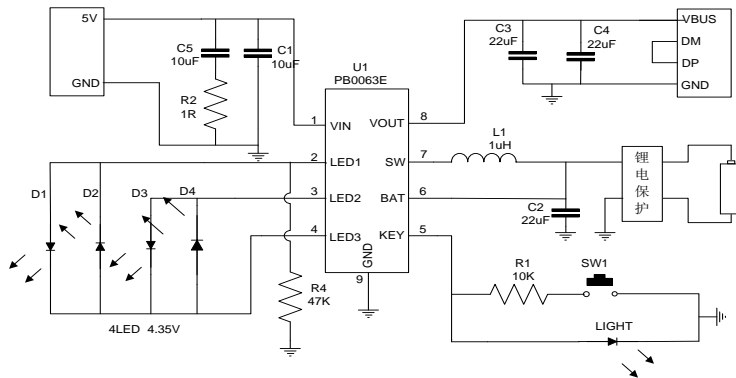 5V
GND
C5
10uF
C1
10uF
R2
1R
U1
PB0063E
C3
22uF
C4
22uF
VBUS
DM
DP
GND
1
VIN
VOUT
8
2
LED1
SW
7
L1
1uH
3
LED2
BAT
6
4
LED3
KEY
5
GND
9
C2
22uF
锂
电
保
护
D1
D2
D3
D4
4LED 4.35V
R4
47K
R1
10K
SW1
LIGHT